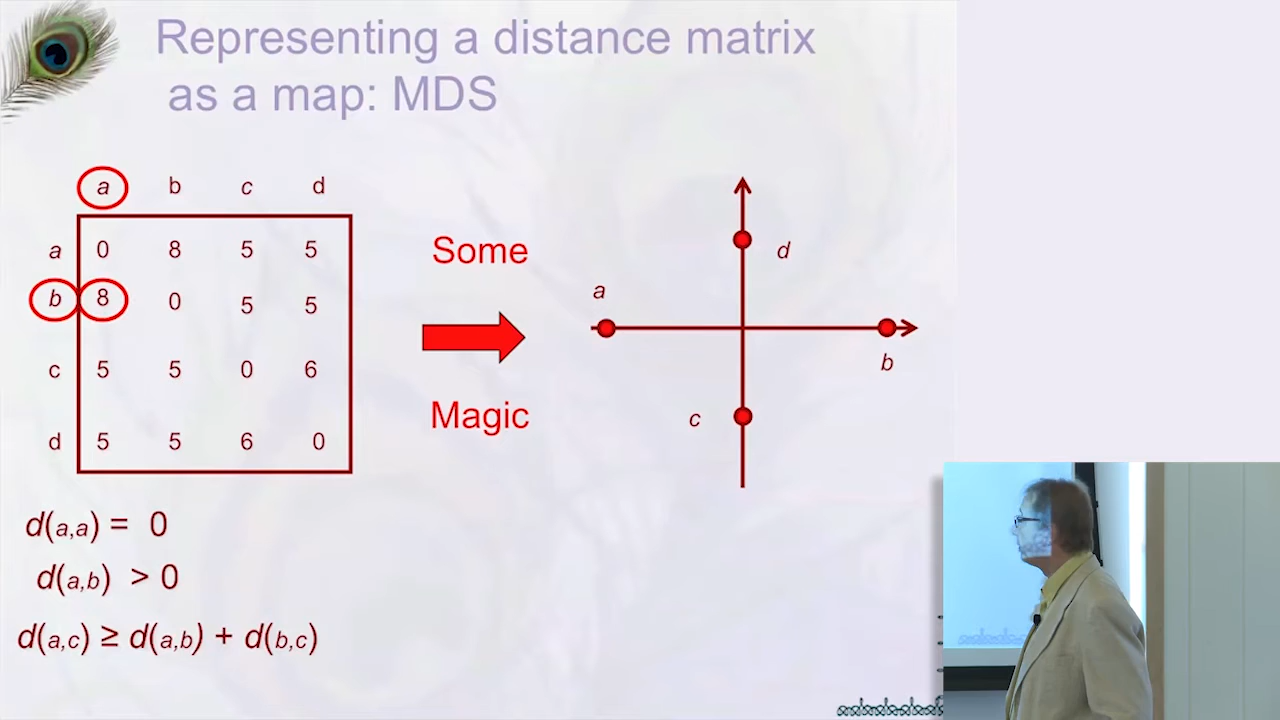 Representing a distance matrix
as a map: MDS
a b c d
a 0 8 5 5
b 8 0 5 5
c 5 5 0 6
d 5 5 6 0
Some
Magic
d
a
b
c
d(a,a) = 0
d(a,b) > 0
d(a,c) ≥ d(a,b) + d(b,c)